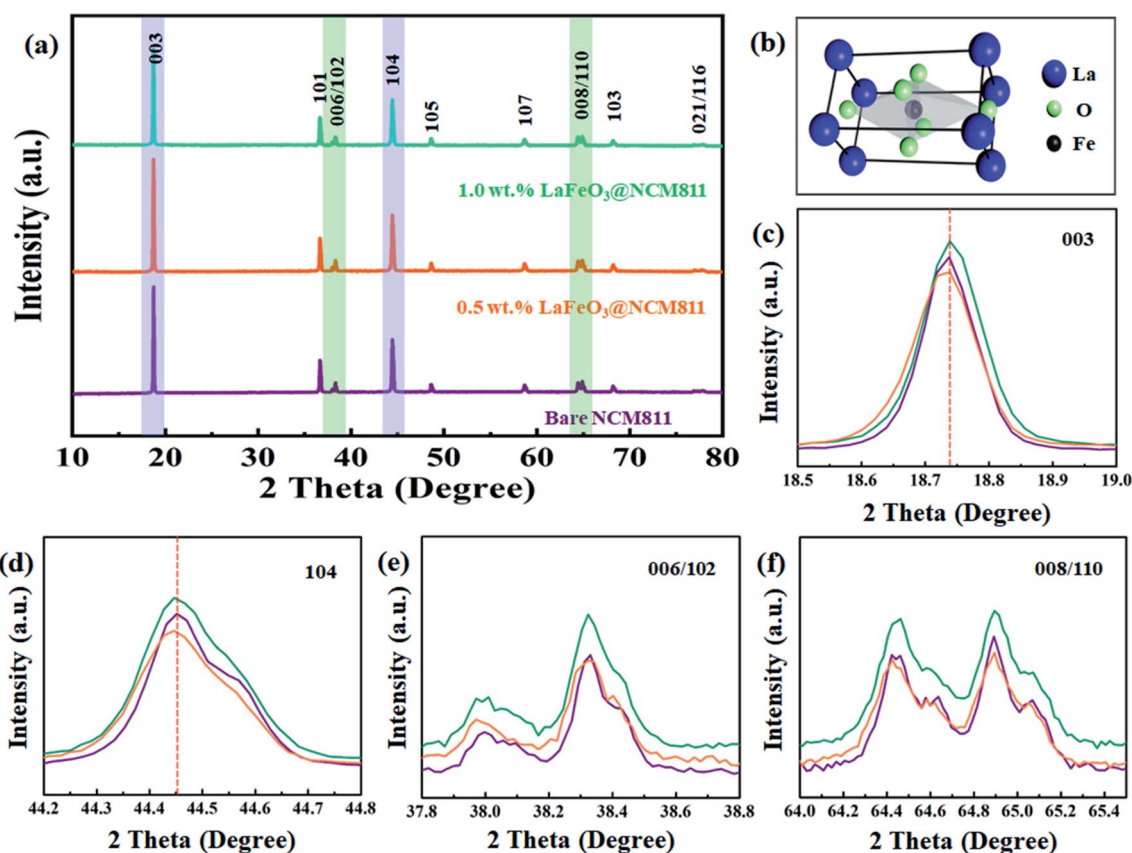 (a)
003
101
006/102
104
105
107
008/110
103
021/116
1.0 wt.% LaFeO3@NCM811
0.5 wt.% LaFeO3@NCM811
Bare NCM811
Intensity (a.u.)
10 20 30 40 50 60 70 80
2 Theta (Degree)
(b)
La
O
Fe
(c)
003
Intensity (a.u.)
18.5 18.6 18.7 18.8 18.9 19.0
2 Theta (Degree)
(d)
104
Intensity (a.u.)
44.2 44.3 44.4 44.5 44.6 44.7 44.8
2 Theta (Degree)
(e)
006/102
Intensity (a.u.)
37.8 38.0 38.2 38.4 38.6 38.8
2 Theta (Degree)
(f)
008/110
Intensity (a.u.)
64.0 64.2 64.4 64.6 64.8 65.0 65.2 65.4
2 Theta (Degree)